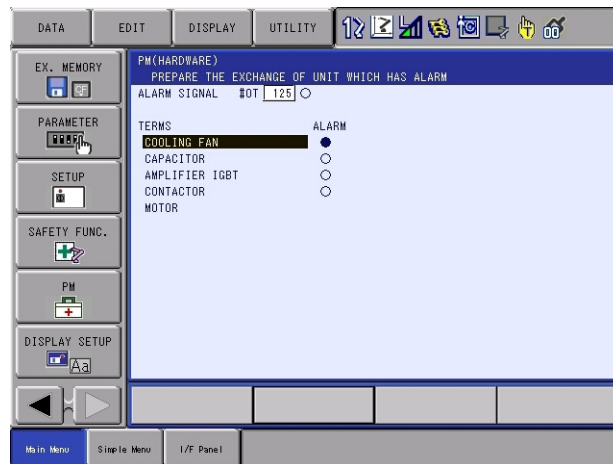 DATA
EDIT
DISPLAY
UTILITY
EX. MEMORY
CF
PARAMETER
SETUP
SAFETY FUNC.
PM
DISPLAY SETUP
Aa
PM(HARDWARE)
PREPARE THE EXCHANGE OF UNIT WHICH HAS ALARM
ALARM SIGNAL #OT 125
TERMS ALARM
COOLING FAN
CAPACITOR
AMPLIFIER IGBT
CONTACTOR
MOTOR
Main Menu
Simple Menu
I/F Panel